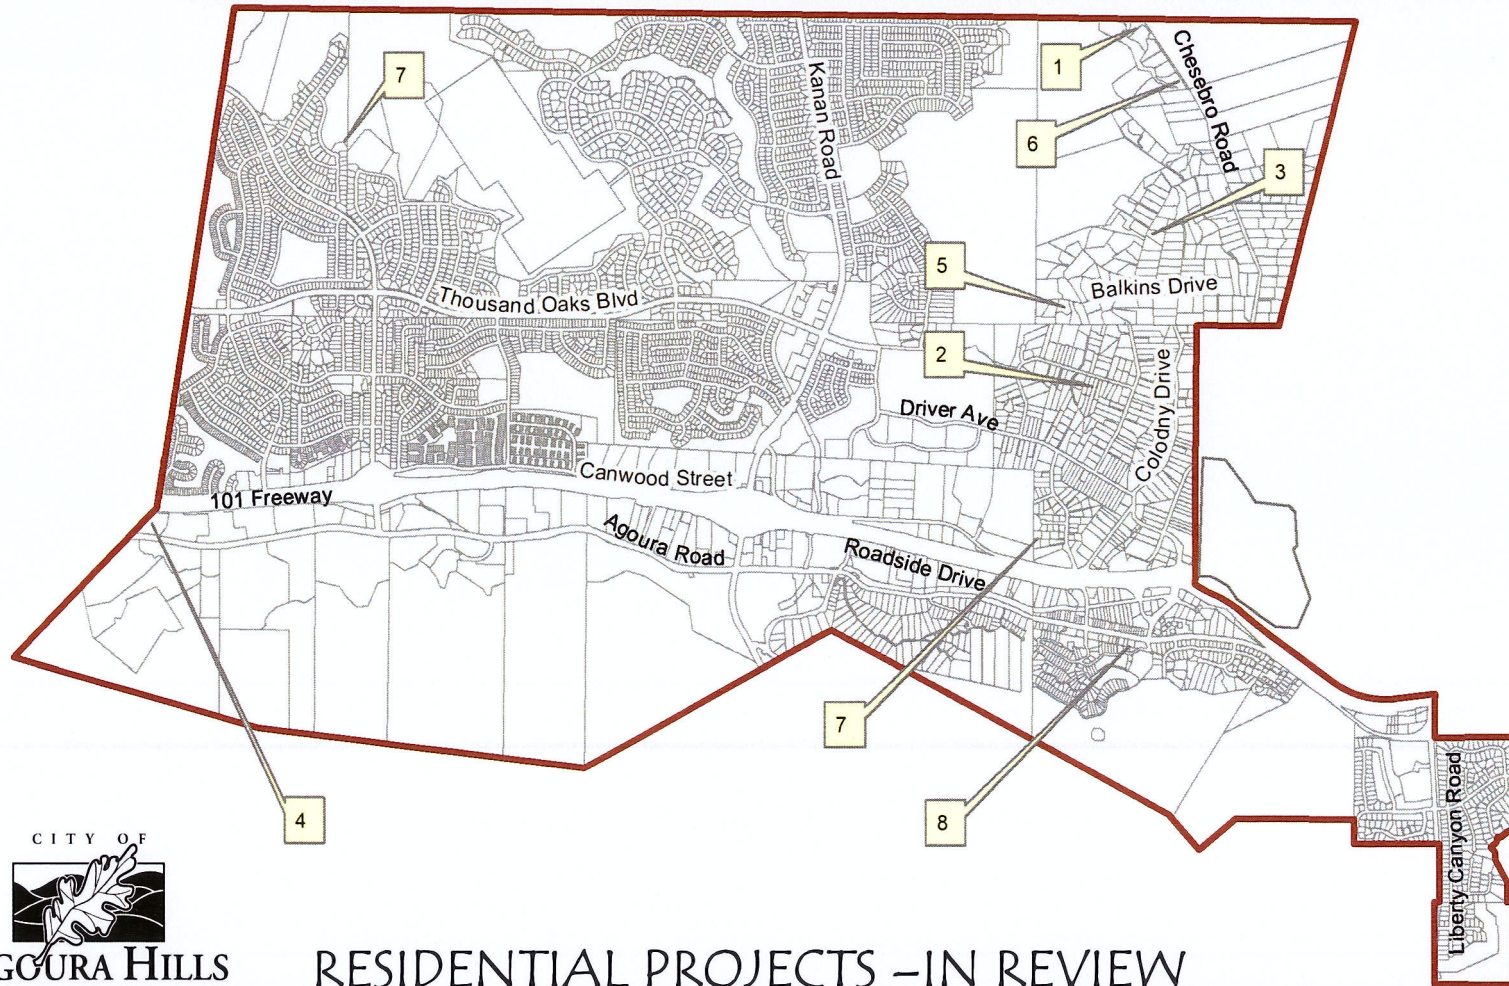 1
Chesebro Road
7
Kanan Road
6
3
5
Balkins Drive
Thousand Oaks Blvd
2
Colodny Drive
Driver Ave
Canwood Street
101 Freeway
Agoura Road
Roadside Drive
7
4
8
Liberty Canyon Road
CITY OF
GOURA HILLS
RESIDENTIAL PROJECTS –IN REVIEW